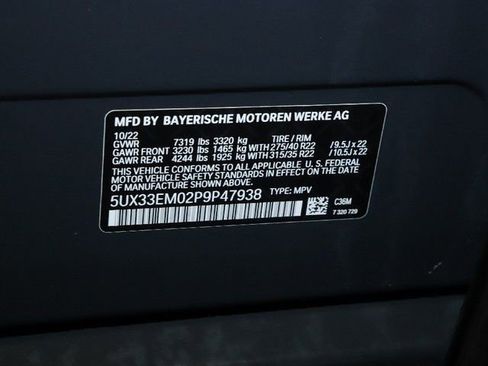 MFD BY BAYERISCHE MOTOREN WERKE AG
10/22
GVWR 7319 lbs 3320 kg TIRE / RIM
GAWR FRONT 3230 lbs 1465 kg WITH 275/40 R22 / 9.5J x 22
GAWR REAR 4244 lbs 1925 kg WITH 315/35 R22 / 10.5J x 22
THIS VEHICLE CONFORMS TO ALL APPLICABLE U. S. FEDERAL
MOTOR VEHICLE SAFETY STANDARDS IN EFFECT ON THE DATE OF
MANUFACTURE SHOWN ABOVE.
5UX33EM02P9P47938 TYPE: MPV
C36M
7 320 729